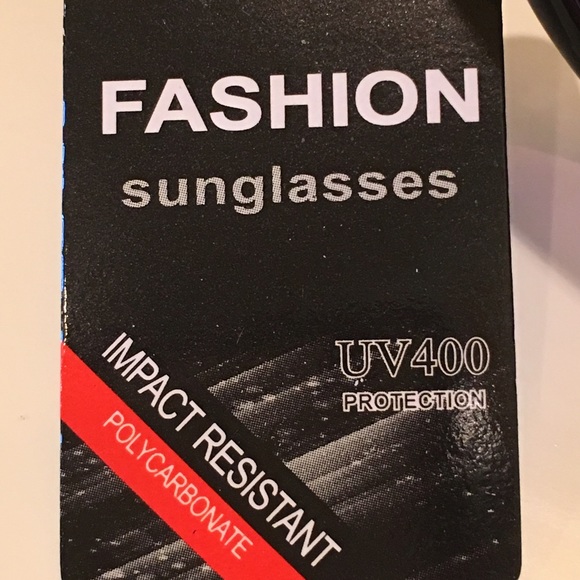 FASHION
sunglasses
UV400
PROTECTION
IMPACT RESISTANT
POLYCARBONATE